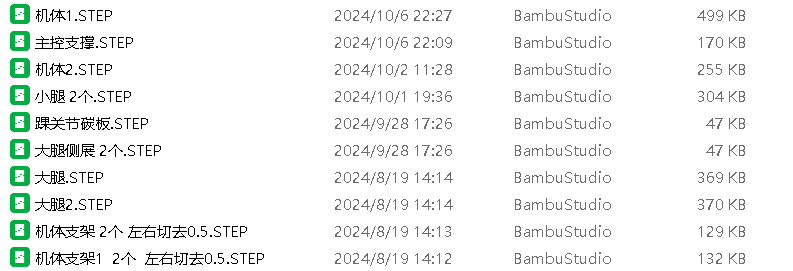 机体1.STEP 2024/10/6 22:27 BambuStudio 499 KB
主控支撑.STEP 2024/10/6 22:09 BambuStudio 170 KB
机体2.STEP 2024/10/2 11:28 BambuStudio 255 KB
小腿 2个.STEP 2024/10/1 19:36 BambuStudio 304 KB
踝关节碳板.STEP 2024/9/28 17:26 BambuStudio 47 KB
大腿侧展 2个.STEP 2024/9/28 17:26 BambuStudio 47 KB
大腿.STEP 2024/8/19 14:14 BambuStudio 369 KB
大腿2.STEP 2024/8/19 14:14 BambuStudio 370 KB
机体支架 2个 左右切去0.5.STEP 2024/8/19 14:13 BambuStudio 129 KB
机体支架1  2个  左右切去0.5.STEP 2024/8/19 14:12 BambuStudio 132 KB